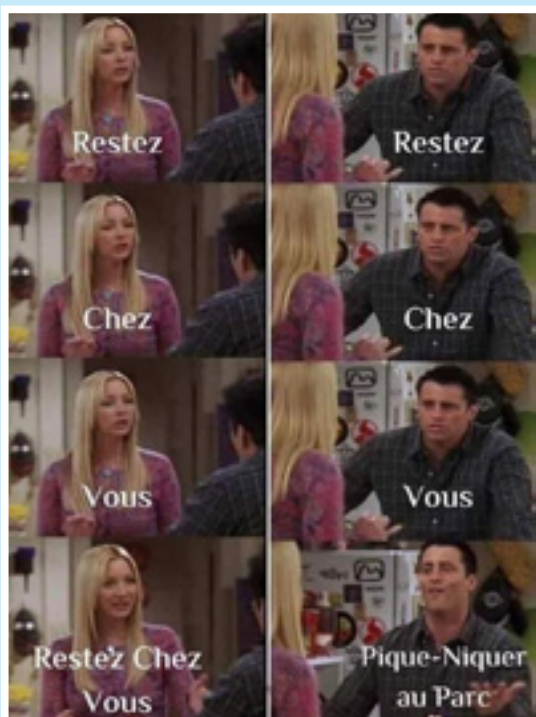 Restez
Restez
Chez
Chez
Vous
Vous
Restez Chez
Vous
Pique-Niquer
au Parc